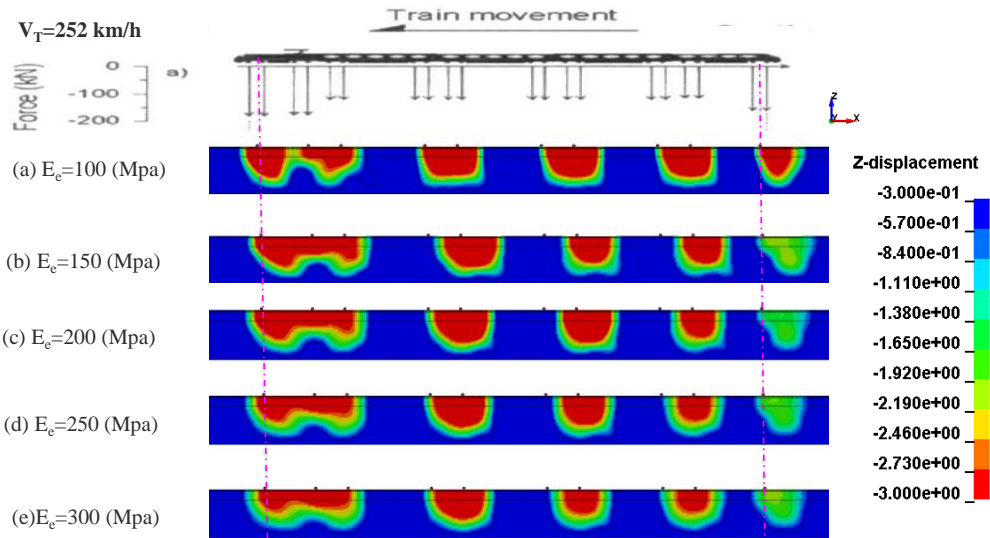 Train movement
V_T=252 km/h
Force (kN)
0
-100
-200
a)
Z
Y
X
(a) E_e=100 (Mpa)
(b) E_e=150 (Mpa)
(c) E_e=200 (Mpa)
(d) E_e=250 (Mpa)
(e)E_e=300 (Mpa)
Z-displacement
-3.000e-01
-5.700e-01
-8.400e-01
-1.110e+00
-1.380e+00
-1.650e+00
-1.920e+00
-2.190e+00
-2.460e+00
-2.730e+00
-3.000e+00